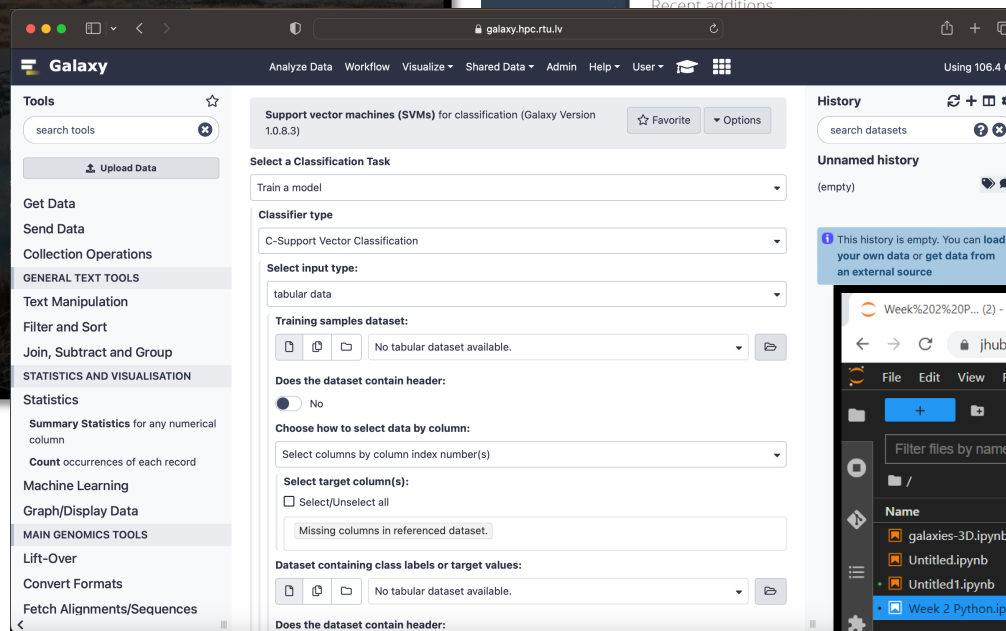 Recent additions
galaxy.hpc.rtu.lv
Galaxy
Analyze Data Workflow Visualize Shared Data Admin Help User
Using 106.4
Tools
search tools
Upload Data
Get Data
Send Data
Collection Operations
GENERAL TEXT TOOLS
Text Manipulation
Filter and Sort
Join, Subtract and Group
STATISTICS AND VISUALISATION
Statistics
Summary Statistics for any numerical
column
Count occurrences of each record
Machine Learning
Graph/Display Data
MAIN GENOMICS TOOLS
Lift-Over
Convert Formats
Fetch Alignments/Sequences
Support vector machines (SVMs) for classification (Galaxy Version
1.0.8.3)
Favorite
Options
Select a Classification Task
Train a model
Classifier type
C-Support Vector Classification
Select input type:
tabular data
Training samples dataset:
No tabular dataset available.
Does the dataset contain header:
No
Choose how to select data by column:
Select columns by column index number(s)
Select target column(s):
Select/Unselect all
Missing columns in referenced dataset.
Dataset containing class labels or target values:
No tabular dataset available.
Does the dataset contain header:
History
search datasets
Unnamed history
(empty)
This history is empty. You can load
your own data or get data from
an external source
Week%202%20P... (2) -
jhub
File Edit View
Filter files by name
/
Name
galaxies-3D.ipynb
Untitled.ipynb
Untitled1.ipynb
Week 2 Python.ip